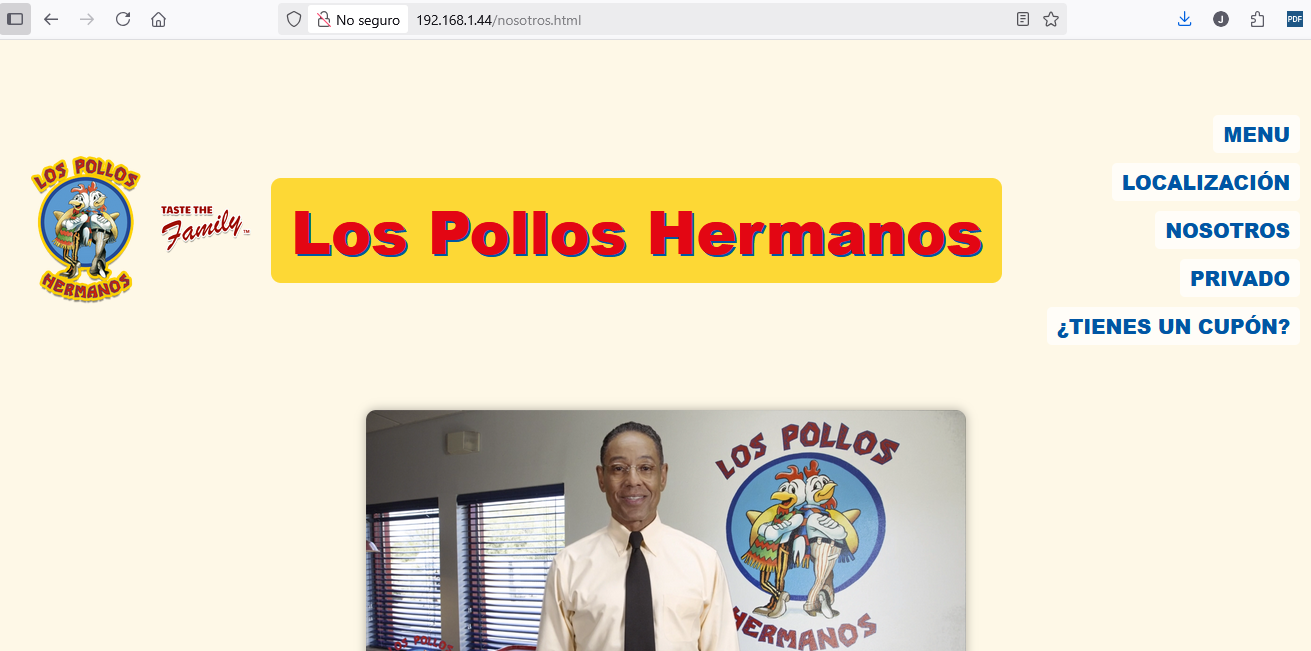 No seguro
192.168.1.44/nosotros.html
J
PDF
LOS POLLOS
HERMANOS
TASTE THE
Family™
Los Pollos Hermanos
MENU
LOCALIZACIÓN
NOSOTROS
PRIVADO
¿TIENES UN CUPÓN?
LOS POLLOS
HERMANOS
LOS POLLOS